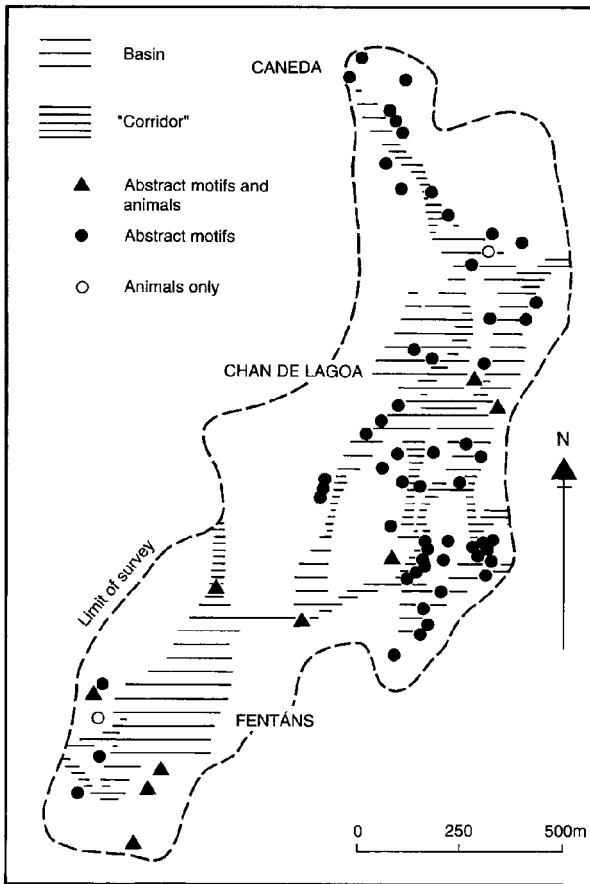 Basin
CANEDA
"Corridor"
Abstract motifs and
animals
Abstract motifs
Animals only
CHAN DE LAGOA
N
Limit of survey
FENTÁNS
0 250 500m